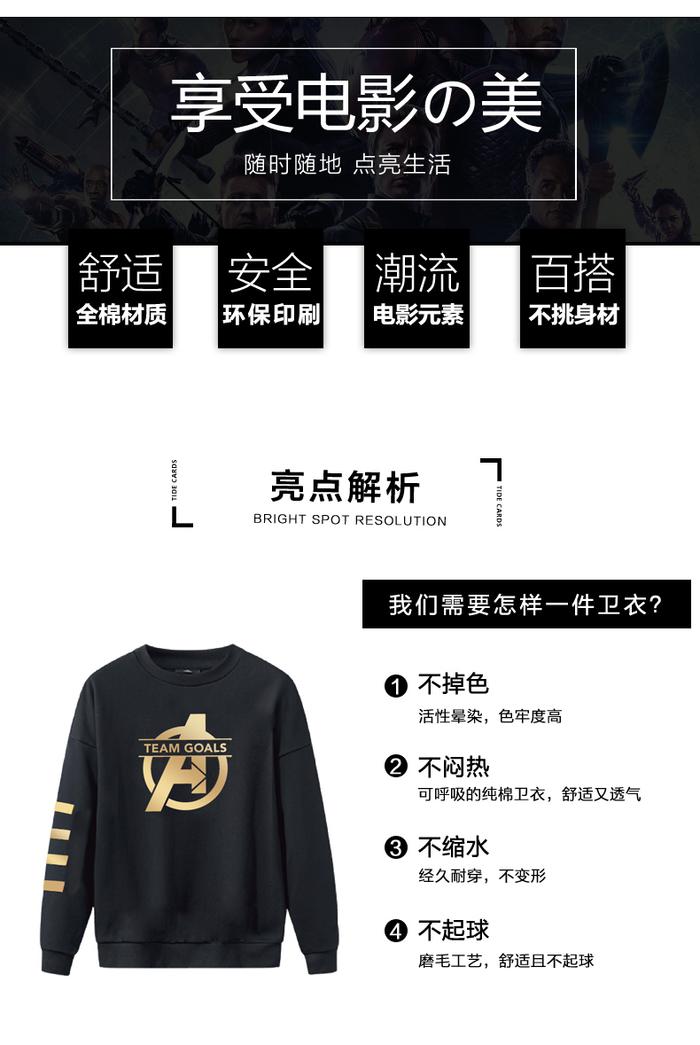 享受电影の美
随时随地 点亮生活
舒适
全棉材质
安全
环保印刷
潮流
电影元素
百搭
不挑身材
TIDE CARDS
亮点解析
BRIGHT SPOT RESOLUTION
TIDE CARDS
我们需要怎样一件卫衣?
TEAM GOALS
A
1 不掉色
活性晕染，色牢度高
2 不闷热
可呼吸的纯棉卫衣，舒适又透气
3 不缩水
经久耐穿，不变形
4 不起球
磨毛工艺，舒适且不起球